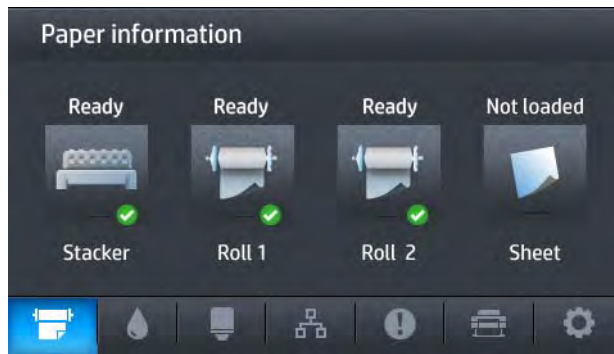 Paper information
Ready Ready Ready Not loaded
Stacker Roll 1 Roll 2 Sheet